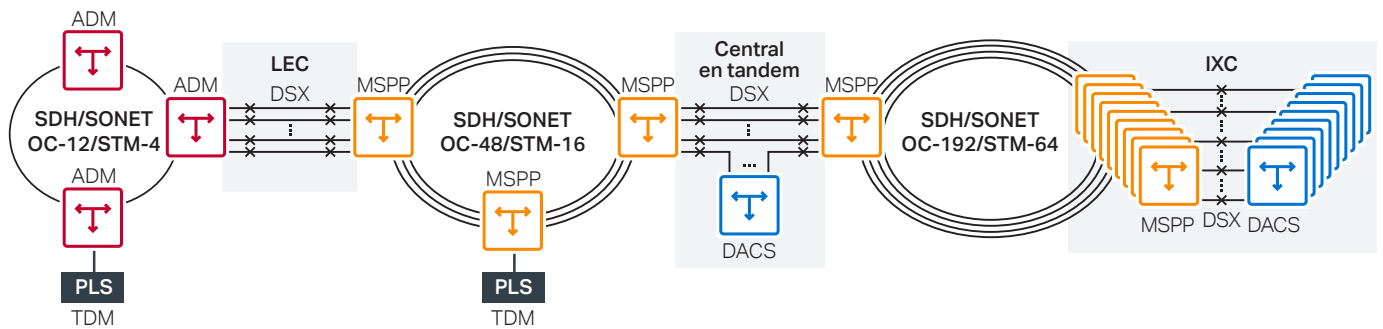 ADM
SDH/SONET
OC-12/STM-4
ADM
ADM
PLS
TDM
LEC
DSX
MSPP
SDH/SONET
OC-48/STM-16
MSPP
PLS
TDM
MSPP
Central
en tandem
DSX
DACS
MSPP
SDH/SONET
OC-192/STM-64
IXC
MSPP
DSX
DACS